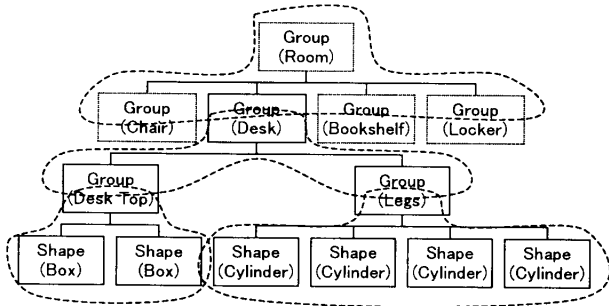 Group
(Room)
Group
(Chair)
Group
(Desk)
Group
(Bookshelf)
Group
(Locker)
Group
(Desk Top)
Group
(Legs)
Shape
(Box)
Shape
(Box)
Shape
(Cylinder)
Shape
(Cylinder)
Shape
(Cylinder)
Shape
(Cylinder)